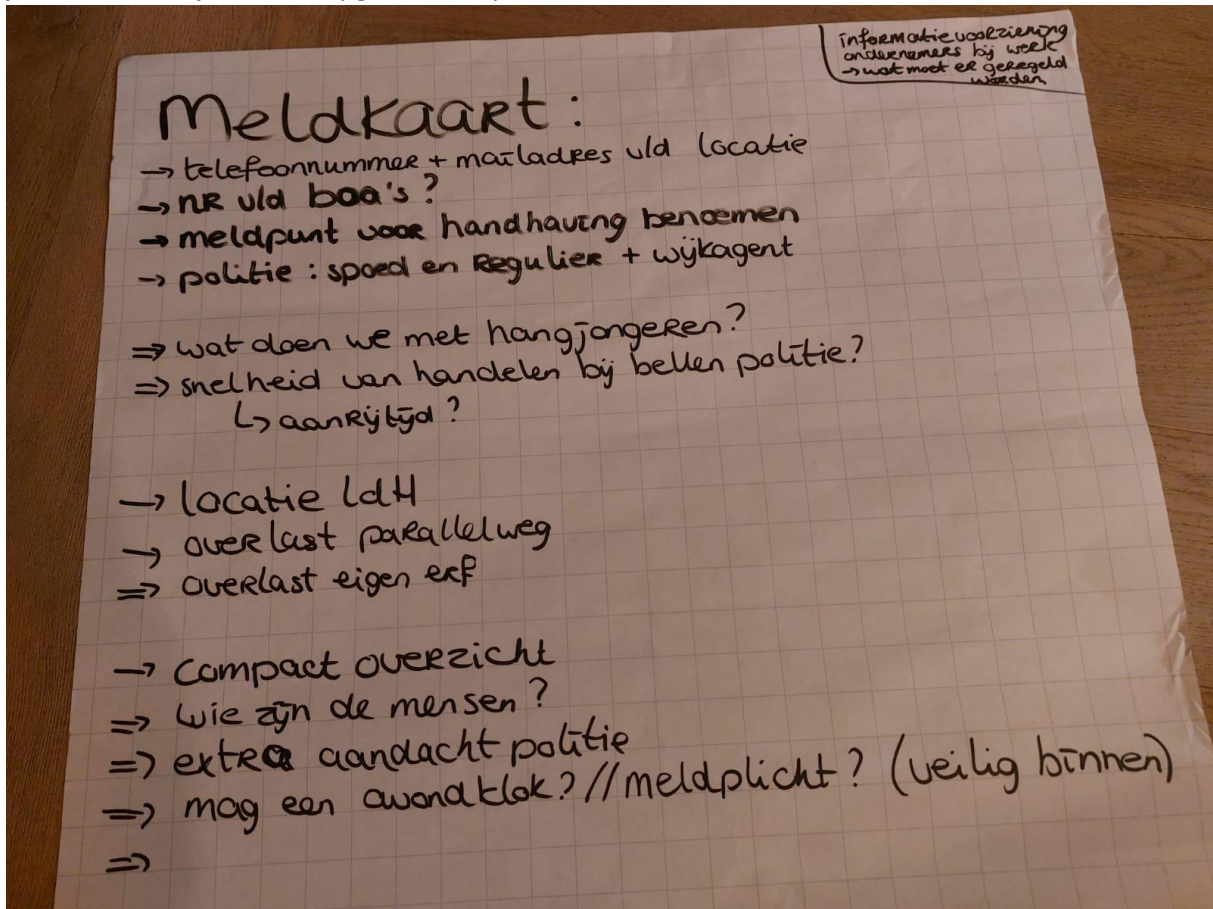 informatievoorziening
ondernemers bij werk
→ wat moet er geregeld
worden
Meldkaart:
→ telefoonnummer + mailadres v/d locatie
→ nr v/d boa's?
→ meldpunt voor handhaving benoemen
→ politie: spoed en Regulier + wijkagent
⇒ wat doen we met hangjongeren?
⇒ snelheid van handelen bij bellen politie?
↳ aanrijtijd?
→ locatie LdH
→ overlast parallelweg
⇒ overlast eigen erf
→ compact overzicht
⇒ wie zijn de mensen?
⇒ extra aandacht politie
⇒ mag een avondklok?//meldplicht? (veilig binnen)
⇒